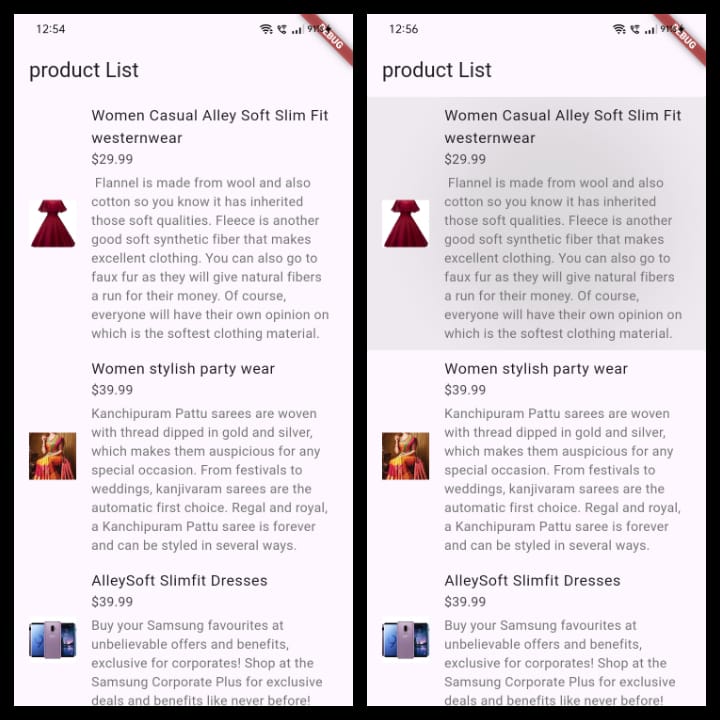 12:54
91
DEBUG
product List
Women Casual Alley Soft Slim Fit
westernwear
$29.99
Flannel is made from wool and also
cotton so you know it has inherited
those soft qualities. Fleece is another
good soft synthetic fiber that makes
excellent clothing. You can also go to
faux fur as they will give natural fibers
a run for their money. Of course,
everyone will have their own opinion on
which is the softest clothing material.
Women stylish party wear
$39.99
Kanchipuram Pattu sarees are woven
with thread dipped in gold and silver,
which makes them auspicious for any
special occasion. From festivals to
weddings, kanjivaram sarees are the
automatic first choice. Regal and royal,
a Kanchipuram Pattu saree is forever
and can be styled in several ways.
AlleySoft Slimfit Dresses
$39.99
Buy your Samsung favourites at
unbelievable offers and benefits,
exclusive for corporates! Shop at the
Samsung Corporate Plus for exclusive
deals and benefits like never before!
12:56
91
DEBUG
product List
Women Casual Alley Soft Slim Fit
westernwear
$29.99
Flannel is made from wool and also
cotton so you know it has inherited
those soft qualities. Fleece is another
good soft synthetic fiber that makes
excellent clothing. You can also go to
faux fur as they will give natural fibers
a run for their money. Of course,
everyone will have their own opinion on
which is the softest clothing material.
Women stylish party wear
$39.99
Kanchipuram Pattu sarees are woven
with thread dipped in gold and silver,
which makes them auspicious for any
special occasion. From festivals to
weddings, kanjivaram sarees are the
automatic first choice. Regal and royal,
a Kanchipuram Pattu saree is forever
and can be styled in several ways.
AlleySoft Slimfit Dresses
$39.99
Buy your Samsung favourites at
unbelievable offers and benefits,
exclusive for corporates! Shop at the
Samsung Corporate Plus for exclusive
deals and benefits like never before!